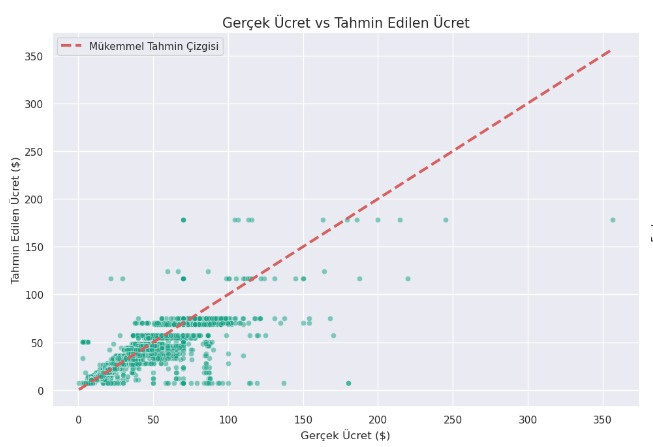 Gerçek Ücret vs Tahmin Edilen Ücret
Mükemmel Tahmin Çizgisi
Tahmin Edilen Ücret ($)
350
300
250
200
150
100
50
0
0 50 100 150 200 250 300 350
Gerçek Ücret ($)